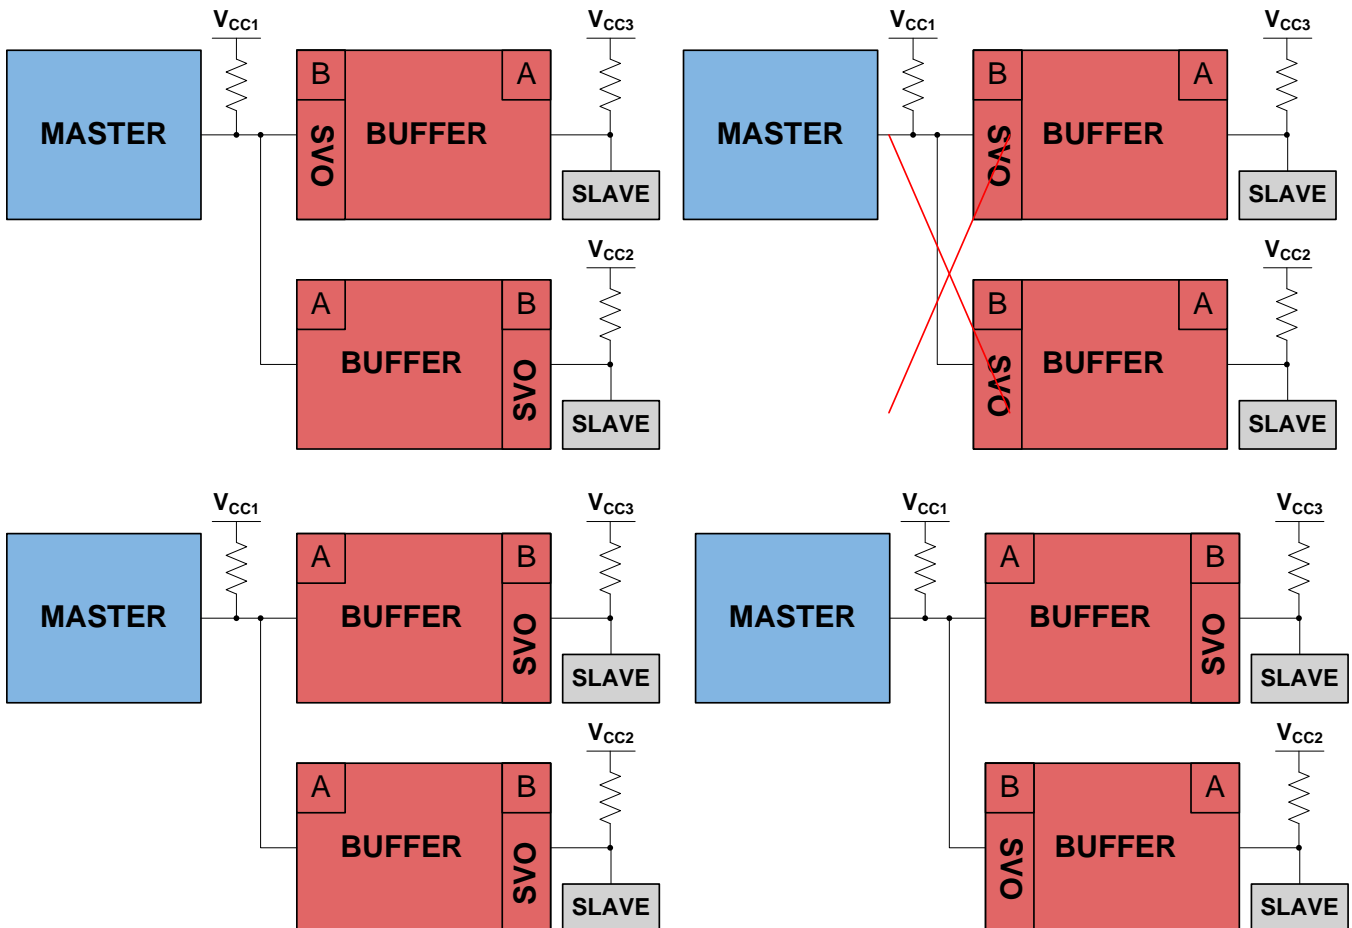 VCC1
VCC3
B
A
MASTER
SVO
BUFFER
SLAVE
VCC2
A
B
BUFFER
SVO
SLAVE
VCC1
VCC3
B
A
MASTER
SVO
BUFFER
SLAVE
VCC2
B
A
SVO
BUFFER
SLAVE
VCC1
VCC3
A
B
MASTER
BUFFER
SVO
SLAVE
VCC2
A
B
BUFFER
SVO
SLAVE
VCC1
VCC3
A
B
MASTER
BUFFER
SVO
SLAVE
VCC2
B
A
SVO
BUFFER
SLAVE